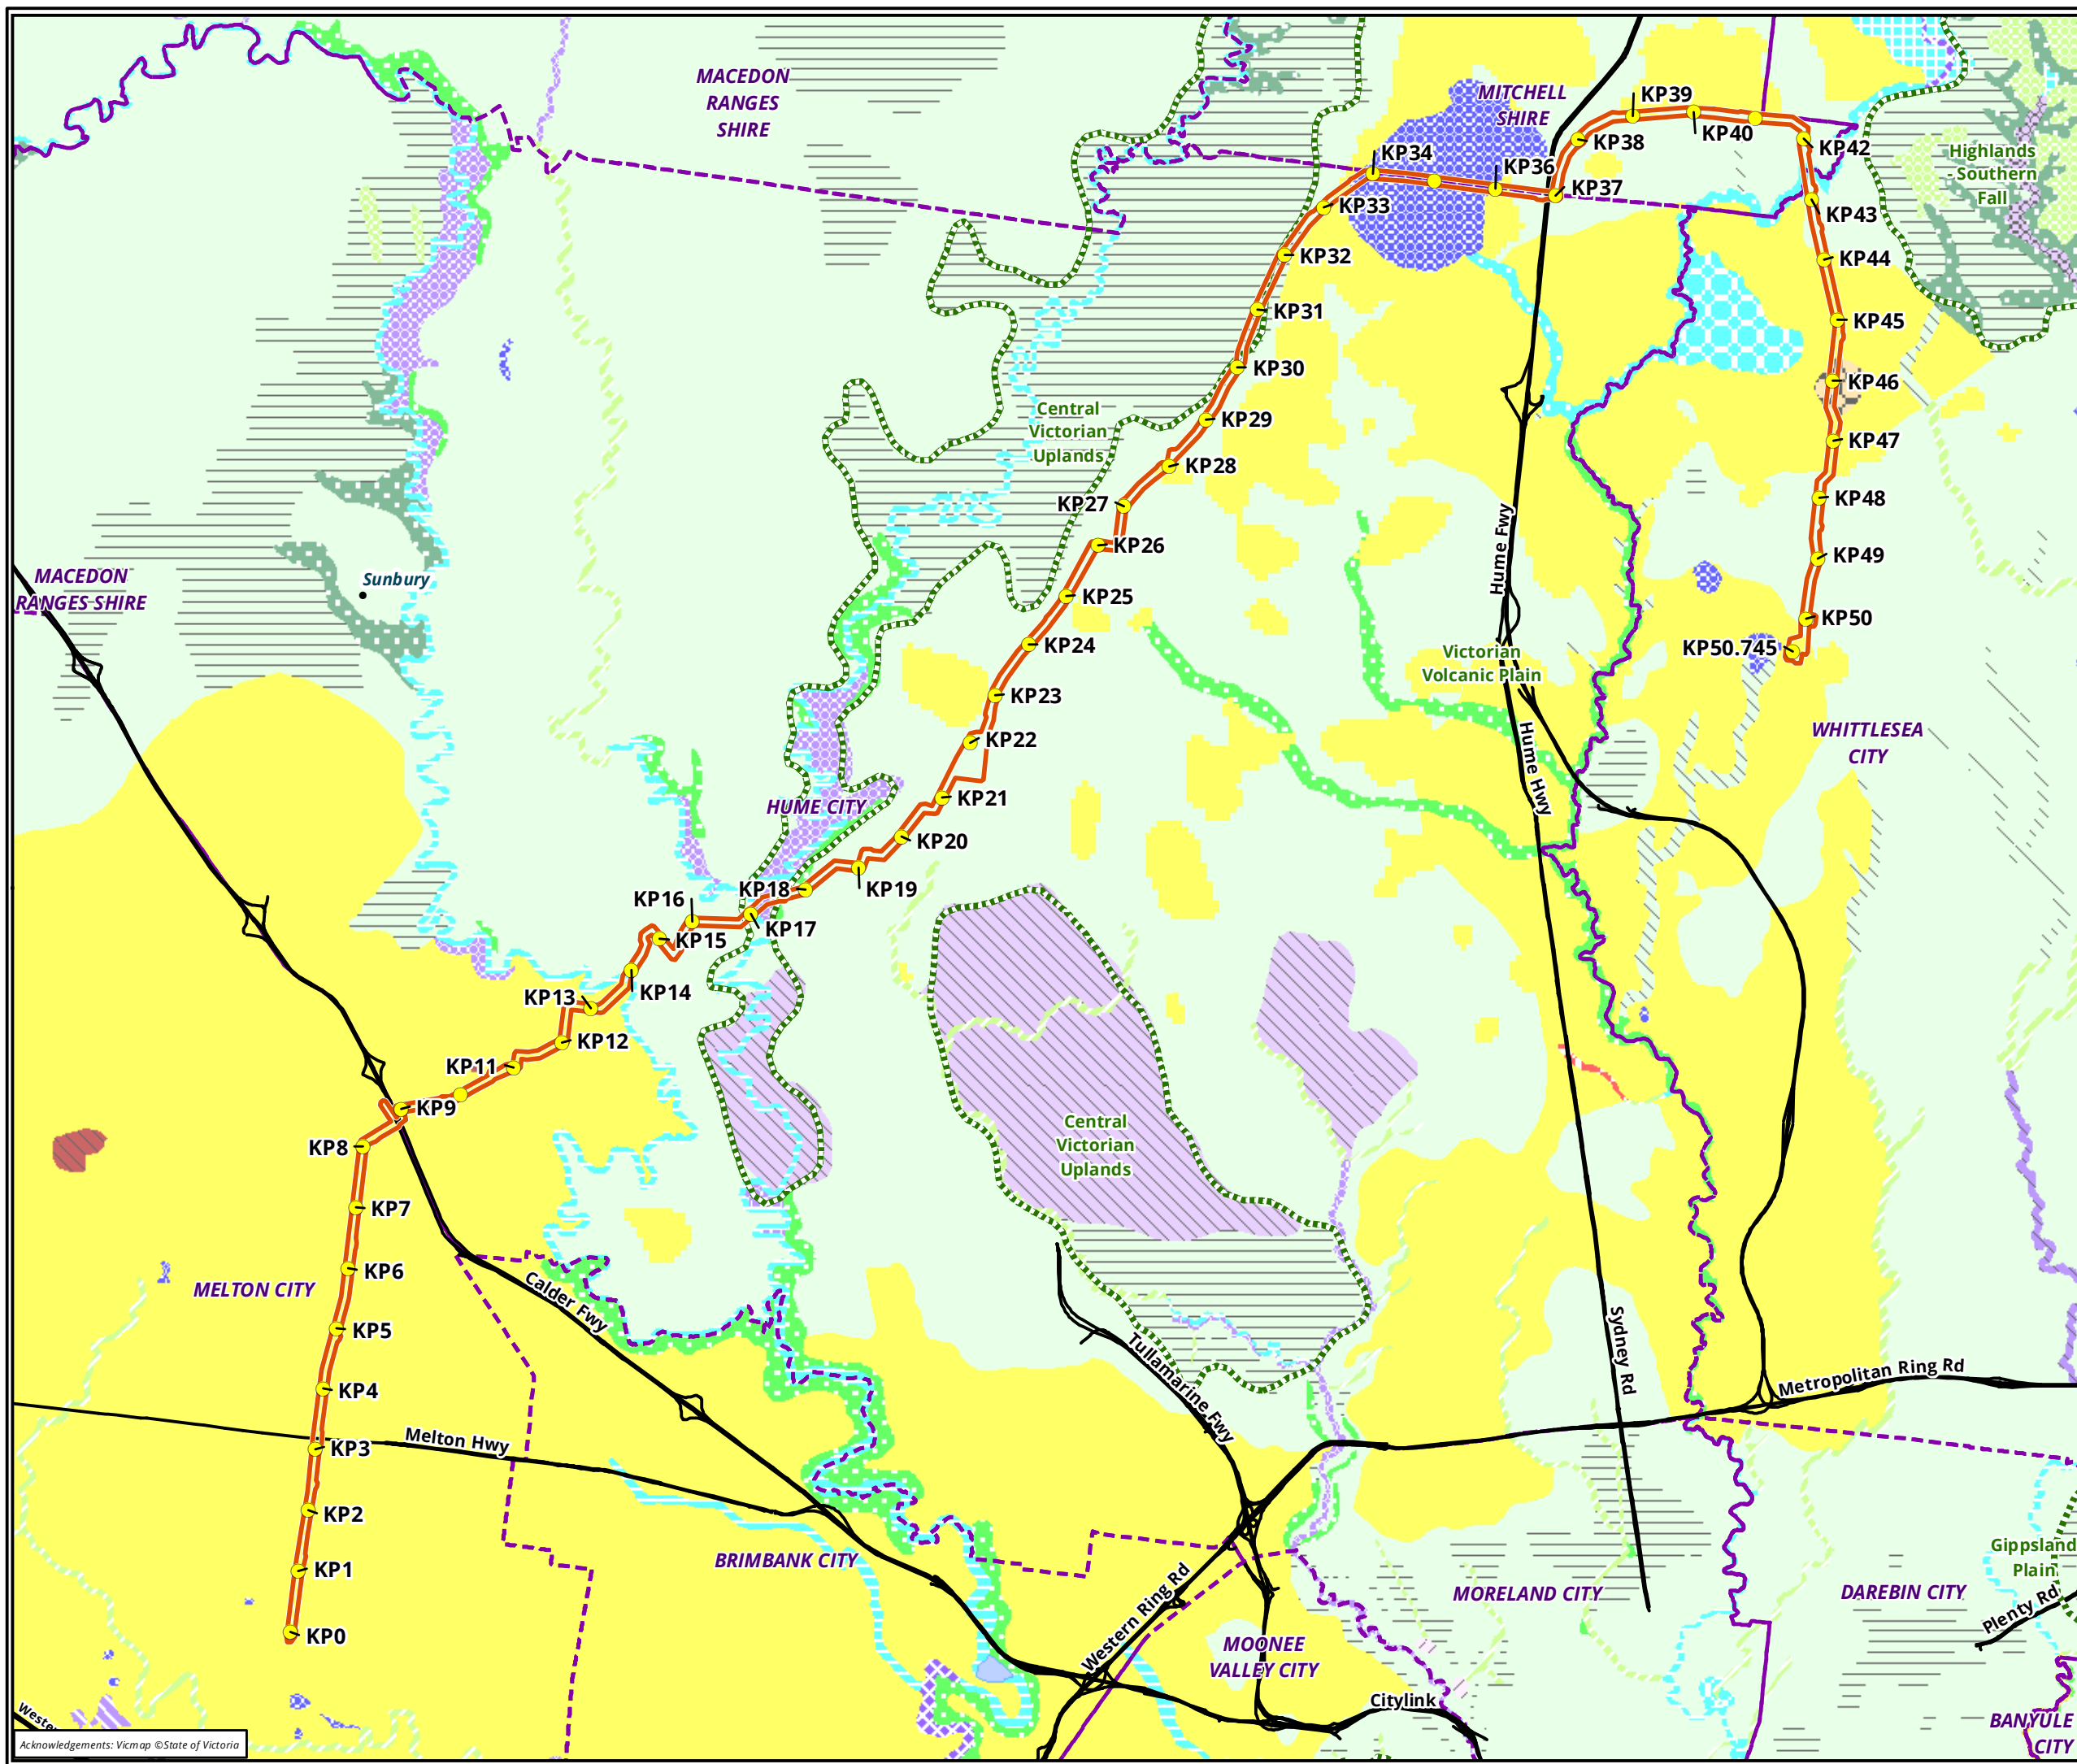 MACEDON
RANGES
SHIRE
MITCHELL
SHIRE
KP39
KP40
KP38
KP42
Highlands
- Southern
Fall
KP34
KP36
KP37
KP33
KP43
KP32
KP44
KP31
KP45
KP30
KP46
Central
Victorian
Uplands
KP29
KP47
KP28
KP27
KP48
KP26
Hume Fwy
KP49
MACEDON
RANGES SHIRE
Sunbury
KP25
KP50
KP24
KP50.745
Victorian
Volcanic Plain
KP23
KP22
WHITTLESEA
CITY
Hume Hwy
HUME CITY
KP21
KP20
KP18
KP19
KP16
KP17
KP15
KP13
KP14
KP12
KP11
KP9
KP8
Central
Victorian
Uplands
KP7
KP6
MELTON CITY
Calder Fwy
KP5
Tullamarine Fwy
Sydney Rd
Metropolitan Ring Rd
KP4
Melton Hwy
KP3
KP2
BRIMBANK CITY
Gippsland
Plain
KP1
Western Ring Rd
MORELAND CITY
DAREBIN CITY
Plenty Rd
KP0
MOONEE
VALLEY CITY
Citylink
BANYULE
CITY
Weste
Acknowledgements: Vicmap ©State of Victoria